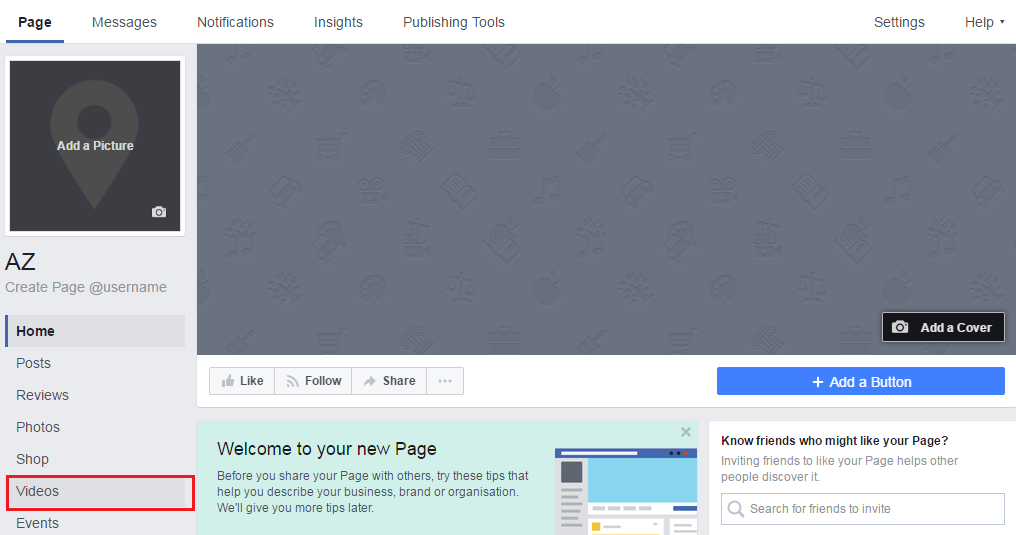 Page Messages Notifications Insights Publishing Tools Settings Help
Add a Picture
AZ
Create Page @username
Home
Posts
Reviews
Photos
Shop
Videos
Events
Add a Cover
Like Follow Share ...
+ Add a Button
Welcome to your new Page
Before you share your Page with others, try these tips that
help you describe your business, brand or organisation.
We'll give you more tips later.
Know friends who might like your Page?
Inviting friends to like your Page helps other
people discover it.
Search for friends to invite